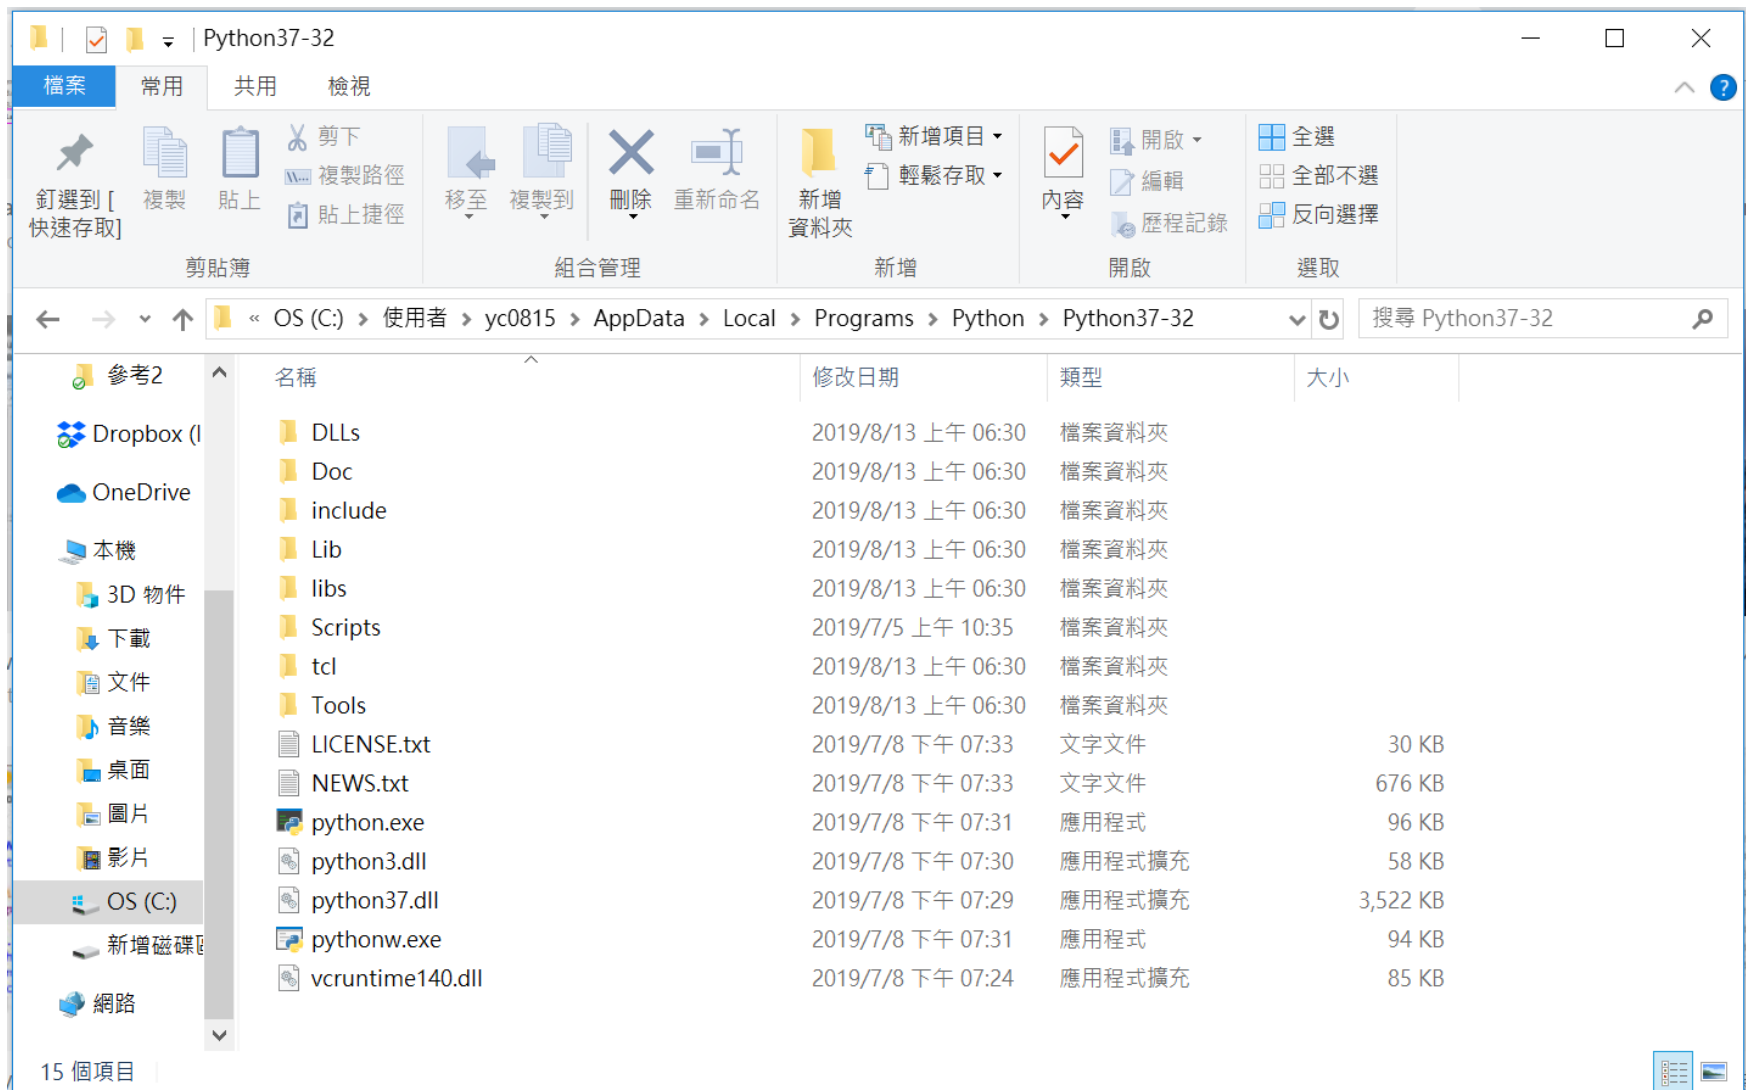 Python37-32
檔案 常用 共用 檢視
釘選到 [
快速存取]
複製
貼上
剪下
複製路徑
貼上捷徑
剪貼簿
移至
複製到
刪除
重新命名
組合管理
新增
資料夾
新增項目
輕鬆存取
新增
內容
開啟
編輯
歷程記錄
開啟
全選
全部不選
反向選擇
選取
« OS (C:) > 使用者 > yc0815 > AppData > Local > Programs > Python > Python37-32
搜尋 Python37-32
參考2
Dropbox (I
OneDrive
本機
3D 物件
下載
文件
音樂
桌面
圖片
影片
OS (C:)
新增磁碟
網路
名稱 修改日期 類型 大小
DLLs 2019/8/13 上午 06:30 檔案資料夾
Doc 2019/8/13 上午 06:30 檔案資料夾
include 2019/8/13 上午 06:30 檔案資料夾
Lib 2019/8/13 上午 06:30 檔案資料夾
libs 2019/8/13 上午 06:30 檔案資料夾
Scripts 2019/7/5 上午 10:35 檔案資料夾
tcl 2019/8/13 上午 06:30 檔案資料夾
Tools 2019/8/13 上午 06:30 檔案資料夾
LICENSE.txt 2019/7/8 下午 07:33 文字文件 30 KB
NEWS.txt 2019/7/8 下午 07:33 文字文件 676 KB
python.exe 2019/7/8 下午 07:31 應用程式 96 KB
python3.dll 2019/7/8 下午 07:30 應用程式擴充 58 KB
python37.dll 2019/7/8 下午 07:29 應用程式擴充 3,522 KB
pythonw.exe 2019/7/8 下午 07:31 應用程式 94 KB
vcruntime140.dll 2019/7/8 下午 07:24 應用程式擴充 85 KB
15 個項目